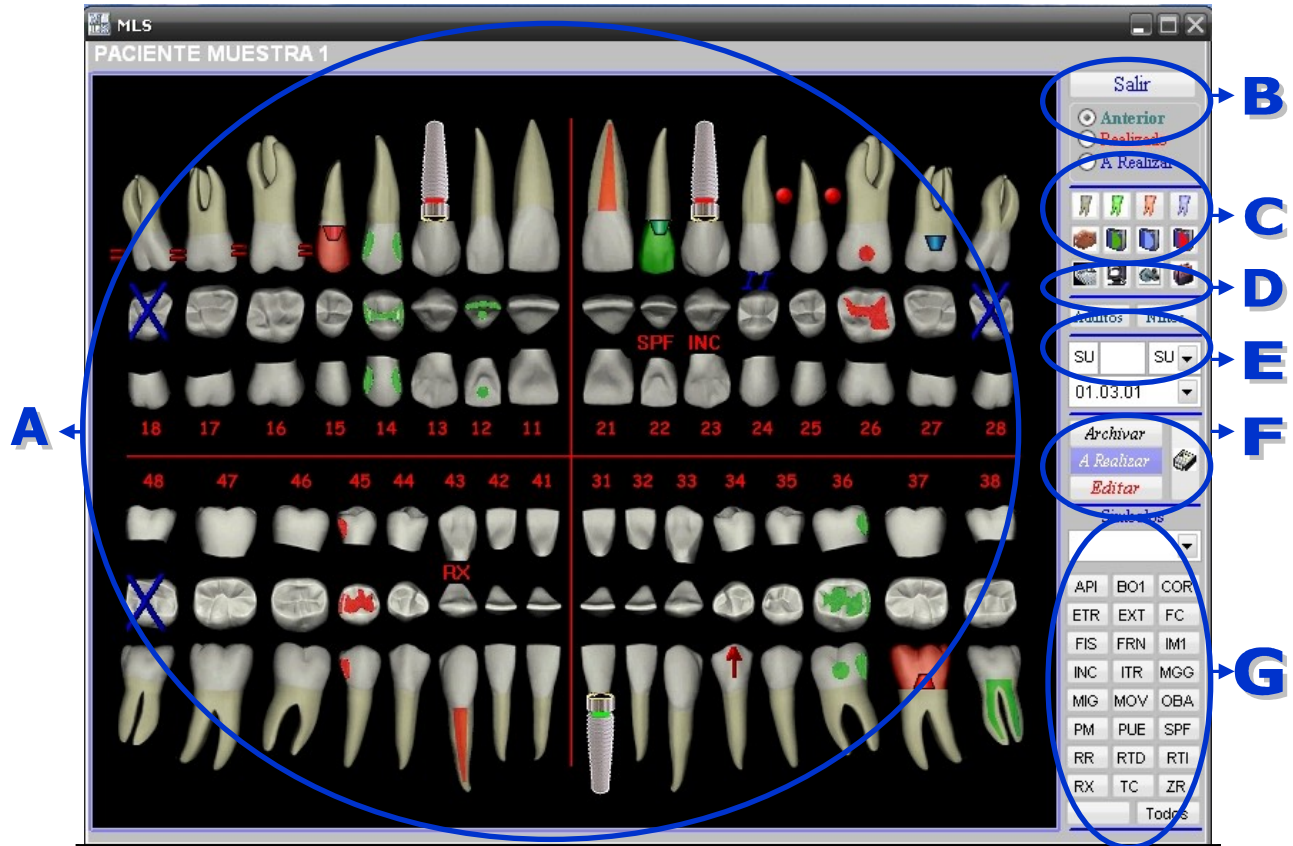 MLS
PACIENTE MUESTRA 1
Salir
B
Anterior
Realizado
A Realizar
C
D
Adultos Niños
SU SU
E
01.03.01
SPF INC
A
18 17 16 15 14 13 12 11 21 22 23 24 25 26 27 28
F
Archivar
A Realizar
Editar
48 47 46 45 44 43 42 41 31 32 33 34 35 36 37 38
Simbolos
RX
API BO1 COR
ETR EXT FC
FIS FRN IM1
INC ITR MGG
G
MIG MOV OBA
PM PUE SPF
RR RTD RTI
RX TC ZR
Todos